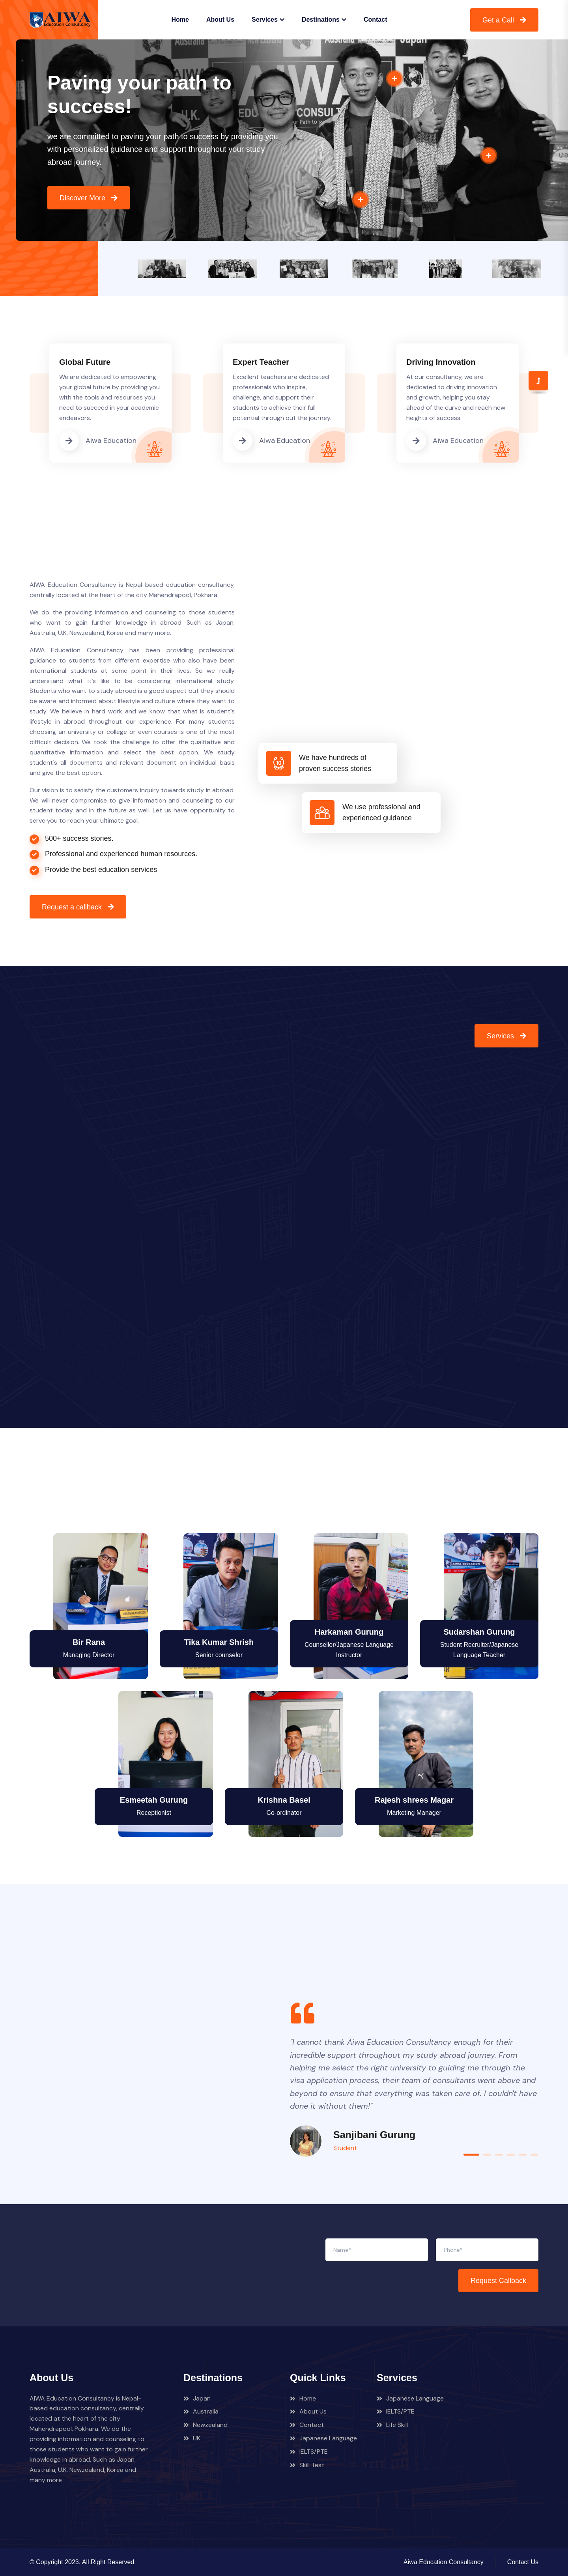 AIWA
Education Consultancy
Home
About Us
Services
Destinations
Contact
Get a Call
Paving your path to
success!
we are committed to paving your path to success by providing you
with personalized guidance and support throughout your study
abroad journey.
Discover More
Global Future
We are dedicated to empowering
your global future by providing you
with the tools and resources you
need to succeed in your academic
endeavors.
Aiwa Education
Expert Teacher
Excellent teachers are dedicated
professionals who inspire,
challenge, and support their
students to achieve their full
potential through out the journey.
Aiwa Education
Driving Innovation
At our consultancy, we are
dedicated to driving innovation
and growth, helping you stay
ahead of the curve and reach new
heights of success.
Aiwa Education
AIWA Education Consultancy is Nepal-based education consultancy,
centrally located at the heart of the city Mahendrapool, Pokhara.
We do the providing information and counseling to those students
who want to gain further knowledge in abroad. Such as Japan,
Australia, U.K, Newzealand, Korea and many more.
AIWA Education Consultancy has been providing professional
guidance to students from different expertise who also have been
international students at some point in their lives. So we really
understand what it's like to be considering international study.
Students who want to study abroad is a good aspect but they should
be aware and informed about lifestyle and culture where they want to
study. We believe in hard work and we know that what is student's
lifestyle in abroad throughout our experience. For many students
choosing an university or college or even courses is one of the most
difficult decision. We took the challenge to offer the qualitative and
quantitative information and select the best option. We study
student's all documents and relevant document on individual basis
and give the best option.
Our vision is to satisfy the customers inquiry towards study in abroad.
We will never compromise to give information and counseling to our
student today and in the future as well. Let us have opportunity to
serve you to reach your ultimate goal.
500+ success stories.
Professional and experienced human resources.
Provide the best education services
Request a callback
We have hundreds of
proven success stories
We use professional and
experienced guidance
Services
Bir Rana
Managing Director
Tika Kumar Shrish
Senior counselor
Harkaman Gurung
Counsellor/Japanese Language
Instructor
Sudarshan Gurung
Student Recruiter/Japanese
Language Teacher
Esmeetah Gurung
Receptionist
Krishna Basel
Co-ordinator
Rajesh shrees Magar
Marketing Manager
"I cannot thank Aiwa Education Consultancy enough for their
incredible support throughout my study abroad journey. From
helping me select the right university to guiding me through the
visa application process, their team of consultants went above and
beyond to ensure that everything was taken care of. I couldn't have
done it without them!"
Sanjibani Gurung
Student
Name*
Phone*
Request Callback
About Us
AIWA Education Consultancy is Nepal-
based education consultancy, centrally
located at the heart of the city
Mahendrapool, Pokhara. We do the
providing information and counseling to
those students who want to gain further
knowledge in abroad. Such as Japan,
Australia, U.K, Newzealand, Korea and
many more
Destinations
Japan
Australia
Newzealand
UK
Quick Links
Home
About Us
Contact
Japanese Language
IELTS/PTE
Skill Test
Services
Japanese Language
IELTS/PTE
Life Skill
© Copyright 2023. All Right Reserved
Aiwa Education Consultancy
Contact Us